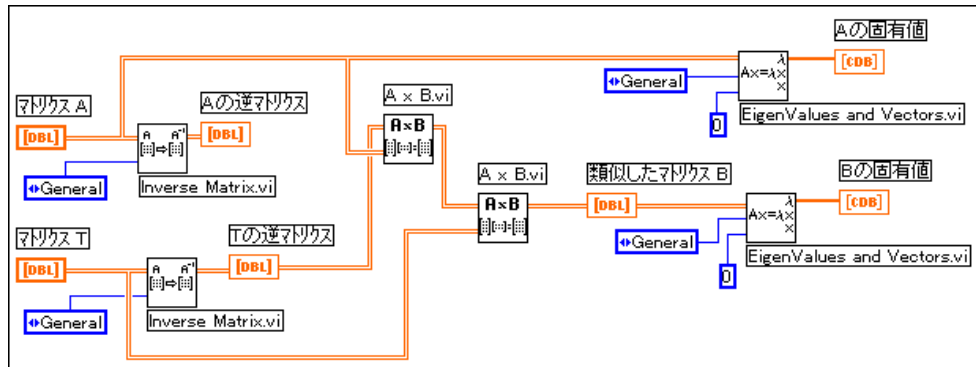 Aの固有値
λ
Ax=λx
x
[CDB]
General
0
EigenValues and Vectors.vi
マトリクス A
[DBL]
Aの逆マトリクス
A A⁻¹
[DBL]
General
Inverse Matrix.vi
A x B.vi
A×B
A x B.vi
A×B
類似したマトリクス B
[DBL]
Bの固有値
λ
Ax=λx
x
[CDB]
General
0
EigenValues and Vectors.vi
マトリクス T
[DBL]
Tの逆マトリクス
A A⁻¹
[DBL]
General
Inverse Matrix.vi